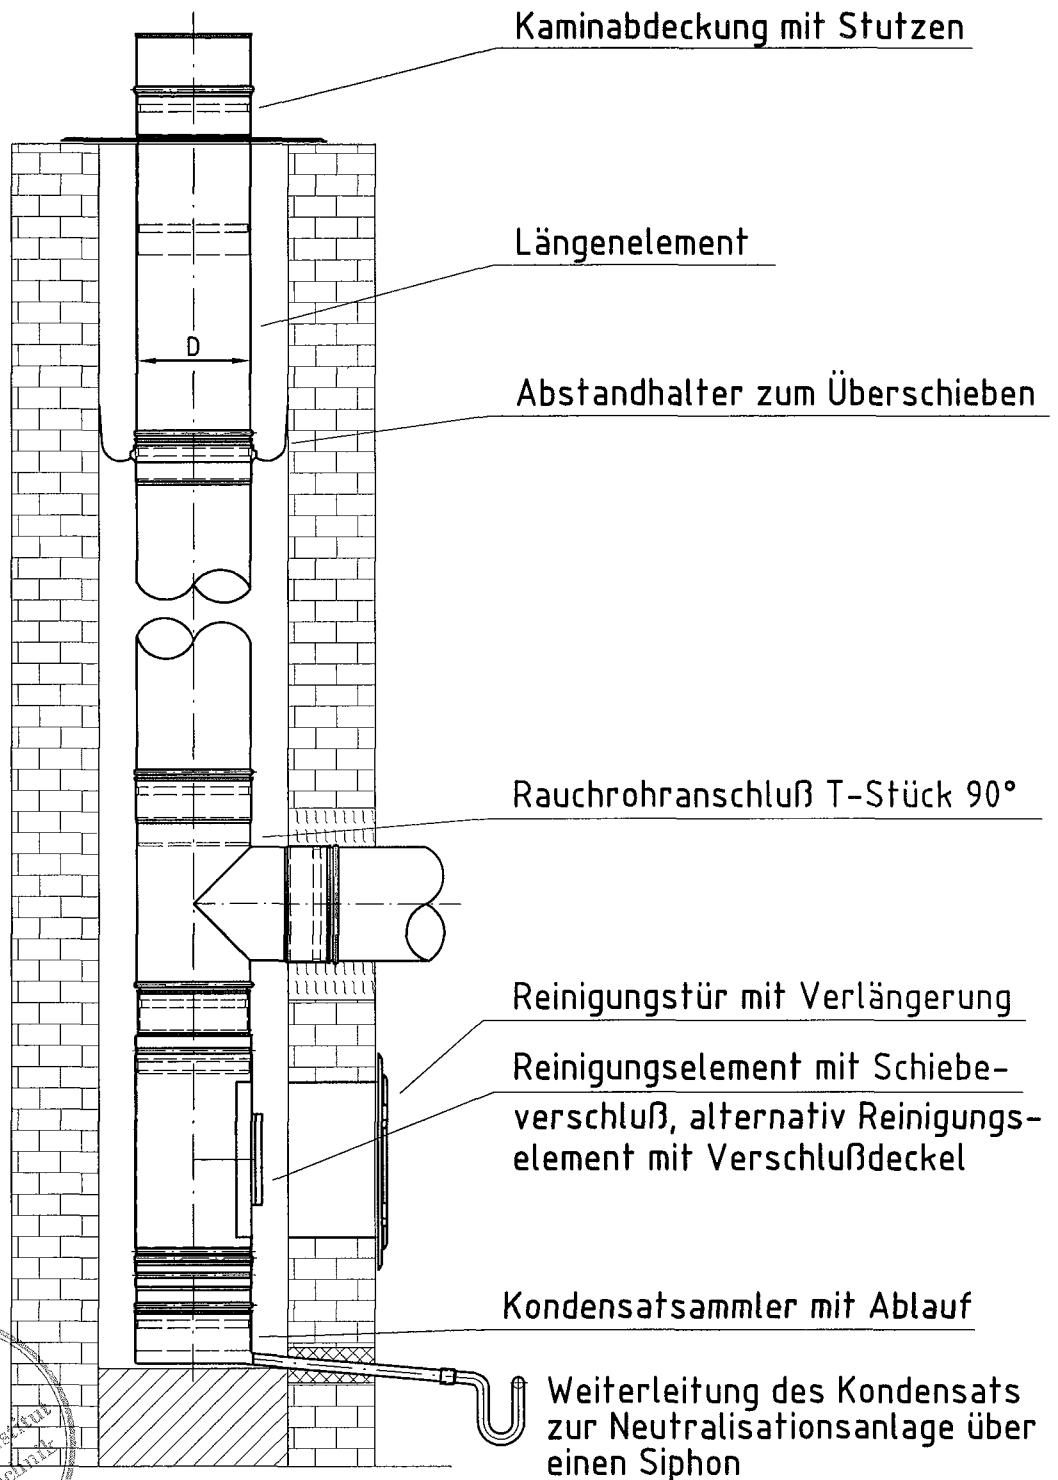 Kaminabdeckung mit Stutzen
Längenelement
D
Abstandhalter zum Überschieben
Rauchrohranschluß T-Stück 90°
Reinigungstür mit Verlängerung
Reinigungselement mit Schiebe-
verschluß, alternativ Reinigungs-
element mit Verschlußdeckel
Kondensatsammler mit Ablauf
Weiterleitung des Kondensats
zur Neutralisationsanlage über
einen Siphon